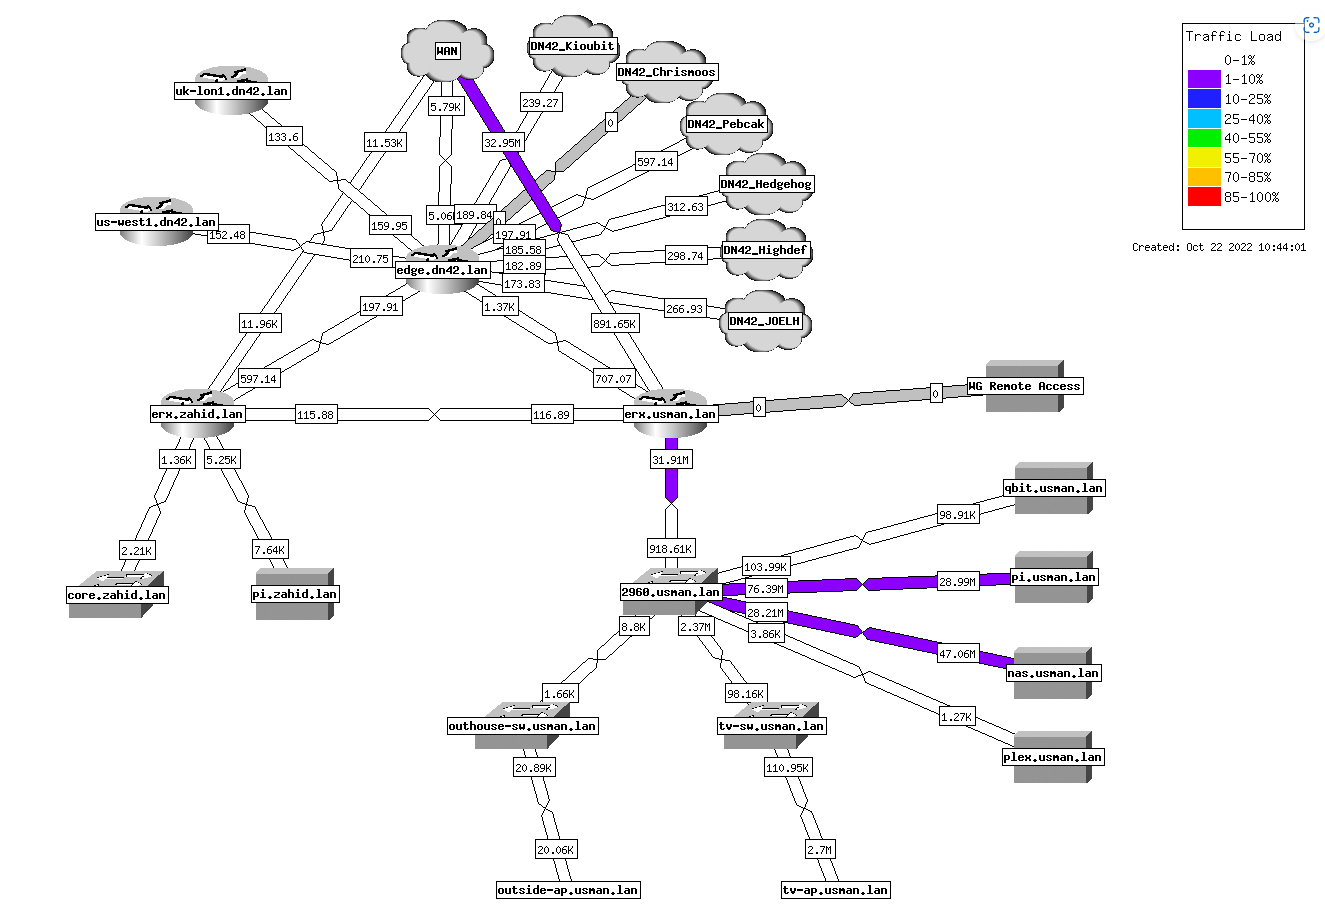 WAN
DN42_Kioubit
Traffic Load
0-1%
1-10%
10-25%
25-40%
40-55%
55-70%
70-85%
85-100%
Created: Oct 22 2022 10:44:01
DN42_Chrismoos
uk-lon1.dn42.lan
5.79K
239.27
0
DN42_Pebcak
133.6
11.53K
32.95M
597.14
DN42_Hedgehog
us-west1.dn42.lan
312.63
159.95
5.06
189.84
0
152.48
197.91
185.58
DN42_Highdef
210.75
298.74
edge.dn42.lan
182.89
173.83
197.91
1.37K
266.93
DN42_JOELH
11.96K
891.65K
597.14
707.07
WG Remote Access
0
0
erx.zahid.lan
115.88
116.89
erx.usman.lan
1.36K
5.25K
31.91M
qbit.usman.lan
98.91K
2.21K
7.64K
918.61K
103.99K
pi.usman.lan
28.99M
core.zahid.lan
pi.zahid.lan
2960.usman.lan
76.39M
28.21M
8.8K
2.37M
3.86K
47.06M
nas.usman.lan
1.66K
98.16K
1.27K
outhouse-sw.usman.lan
tv-sw.usman.lan
plex.usman.lan
20.89K
110.95K
20.06K
2.7M
outside-ap.usman.lan
tv-ap.usman.lan